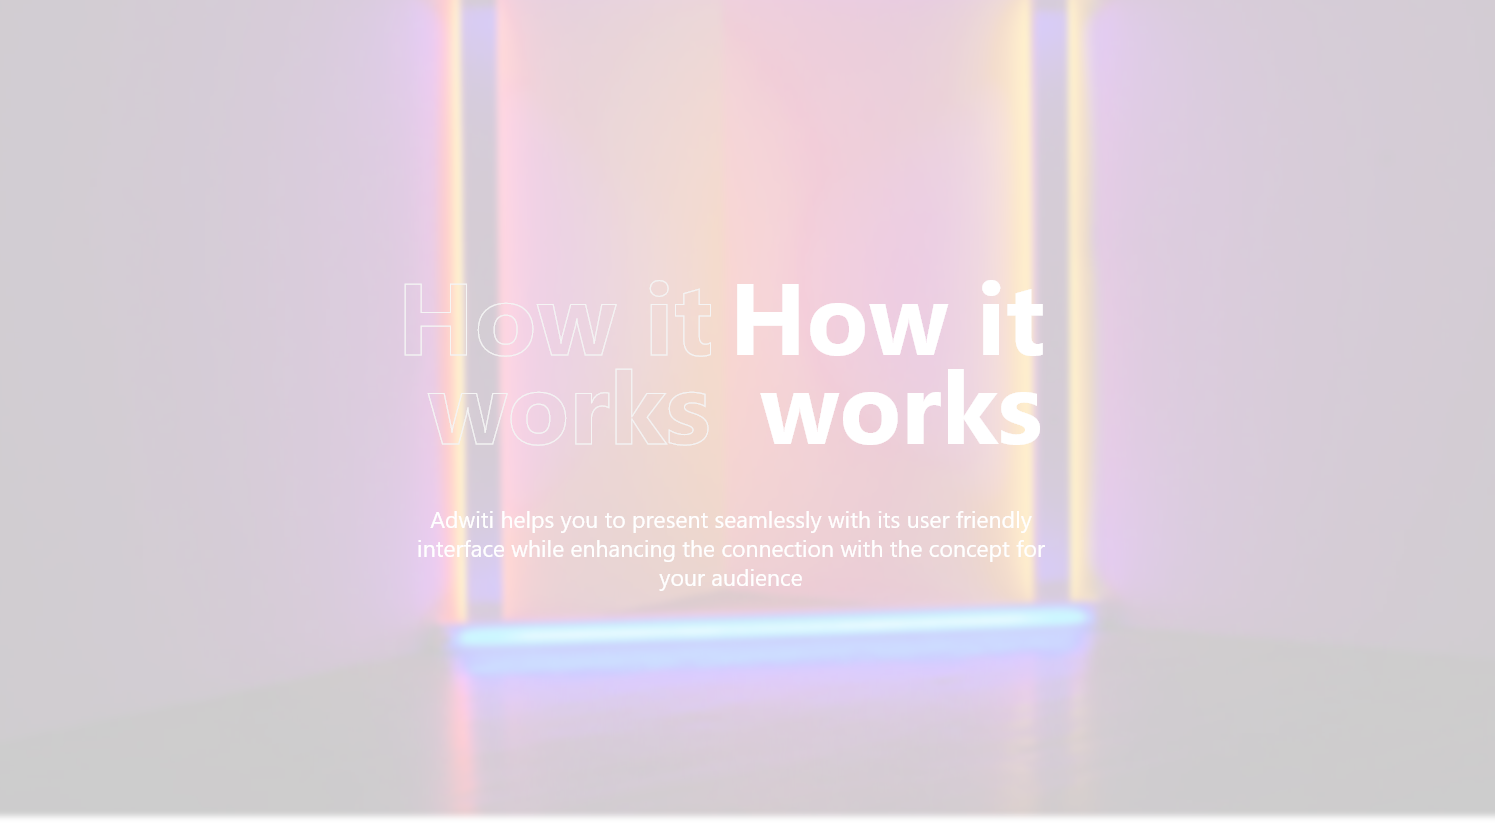 How it How it
works works
Adwiti helps you to present seamlessly with its user friendly
interface while enhancing the connection with the concept for
your audience